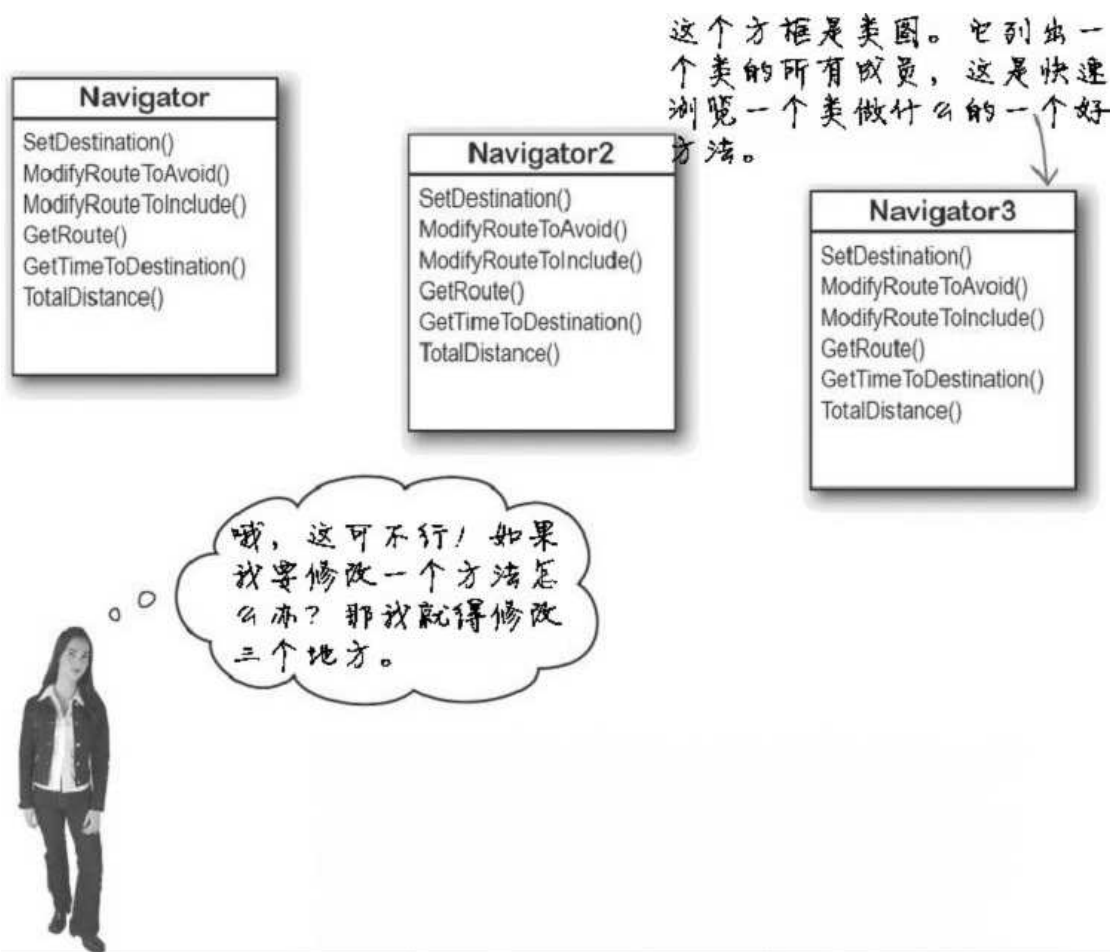 这个方框是类图。它列出一
个类的所有成员，这是快速
浏览一个类做什么的一个好
方法。
Navigator
SetDestination()
ModifyRouteToAvoid()
ModifyRouteToInclude()
GetRoute()
GetTimeToDestination()
TotalDistance()
Navigator2
SetDestination()
ModifyRouteToAvoid()
ModifyRouteToInclude()
GetRoute()
GetTimeToDestination()
TotalDistance()
Navigator3
SetDestination()
ModifyRouteToAvoid()
ModifyRouteToInclude()
GetRoute()
GetTimeToDestination()
TotalDistance()
哦，这可不行！如果
我要修改一个方法怎
么办？那我就得修改
三个地方。